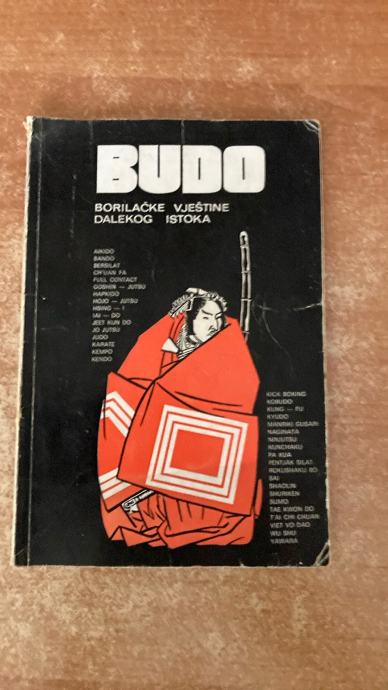 BUDO
BORILAČKE VJEŠTINE
DALEKOG ISTOKA
AIKIDO
BANDO
BERSILAT
CH'UAN FA
FULL CONTACT
GOSHIN — JUTSU
HAPKIDO
HOJO — JUTSU
HSING — I
IAI — DO
JEET KUN DO
JO JUTSU
JUDO
KARATE
KEMPO
KENDO
KICK BOXING
KOBUDO
KUNG — FU
KYUDO
MANRIKI GUSARI
NAGINATA
NINJUTSU
NUNCHAKU
PA KUA
PENTJAK SILAT
ROKUSHAKU BO
SAI
SHAOLIN
SHURIKEN
SUMO
TAE KWON DO
T'AI CHI CHUAN
VIET VO DAO
WU SHU
YAWARA